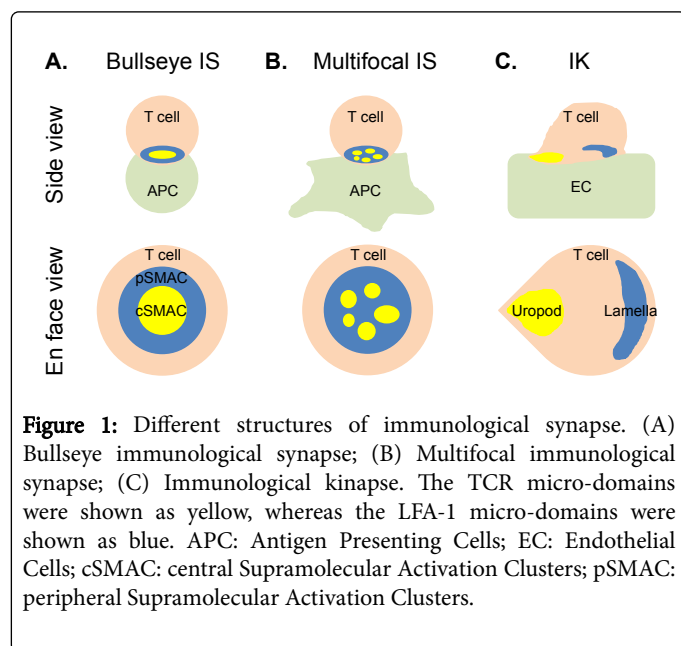 A. Bullseye IS B. Multifocal IS C. IK
Side view
T cell T cell T cell
APC APC EC
En face view
T cell T cell T cell
pSMAC
cSMAC Uropod Lamella
Figure 1: Different structures of immunological synapse. (A)
Bullseye immunological synapse; (B) Multifocal immunological
synapse; (C) Immunological kinapse. The TCR micro-domains
were shown as yellow, whereas the LFA-1 micro-domains were
shown as blue. APC: Antigen Presenting Cells; EC: Endothelial
Cells; cSMAC: central Supramolecular Activation Clusters; pSMAC:
peripheral Supramolecular Activation Clusters.